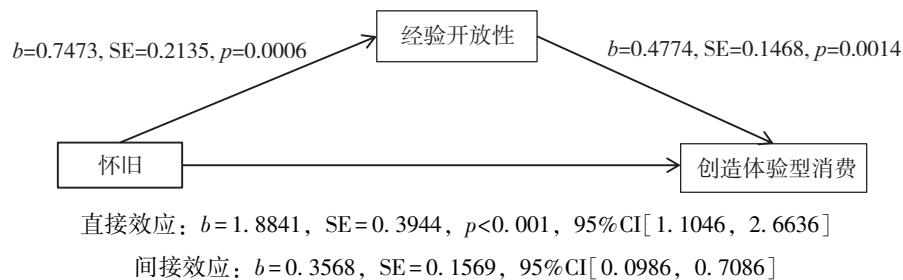 经验开放性
b=0.7473, SE=0.2135, p=0.0006
b=0.4774, SE=0.1468, p=0.0014
怀旧
创造体验型消费
直接效应：b=1.8841，SE=0.3944，p<0.001，95%CI[1.1046，2.6636]
间接效应：b=0.3568，SE=0.1569，95%CI[0.0986，0.7086]